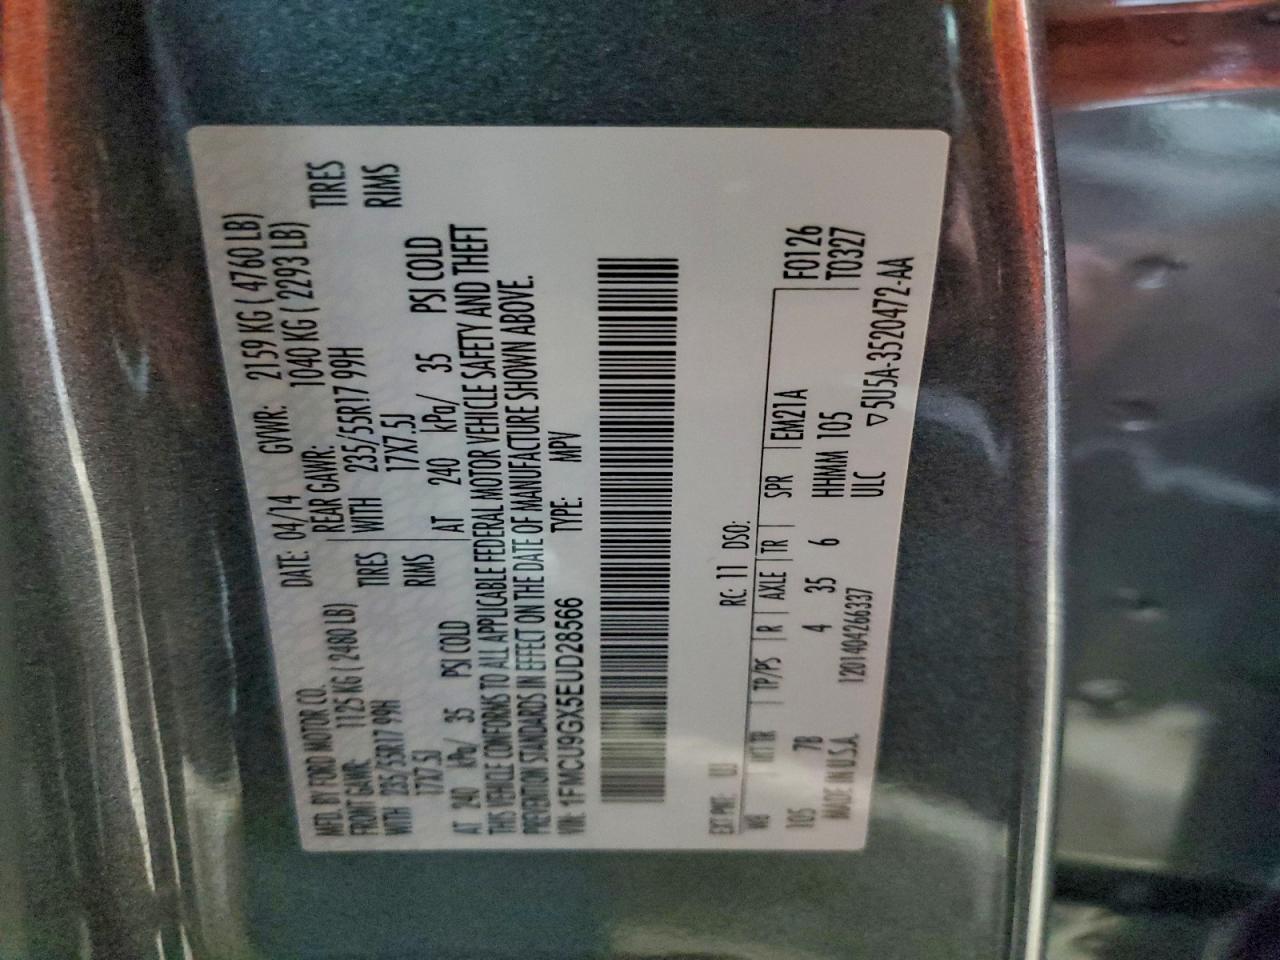 MFD. BY FORD MOTOR CO.
DATE: 04/14 GVWR: 2159 KG ( 4760 LB)
FRONT GAWR: 1125 KG ( 2480 LB)
REAR GAWR: 1040 KG ( 2293 LB)
WITH 235/55R17 99H TIRES
WITH 235/55R17 99H TIRES
17X7.5J RIMS
17X7.5J RIMS
AT 240 kPa/ 35 PSI COLD
AT 240 kPa/ 35 PSI COLD
THIS VEHICLE CONFORMS TO ALL APPLICABLE FEDERAL MOTOR VEHICLE SAFETY AND THEFT
PREVENTION STANDARDS IN EFFECT ON THE DATE OF MANUFACTURE SHOWN ABOVE.
VIN: 1FMCU9GX5EUD28566 TYPE: MPV
EXT PNT: UJ RC: 11 DSO:
WB INT TR TP/PS R AXLE TR SPR EM21A F0126
105 7B 4 35 6 HHMM 105 T0327
MADE IN U.S.A. 1201404266337 ULC ▽5U5A-3520472-AA